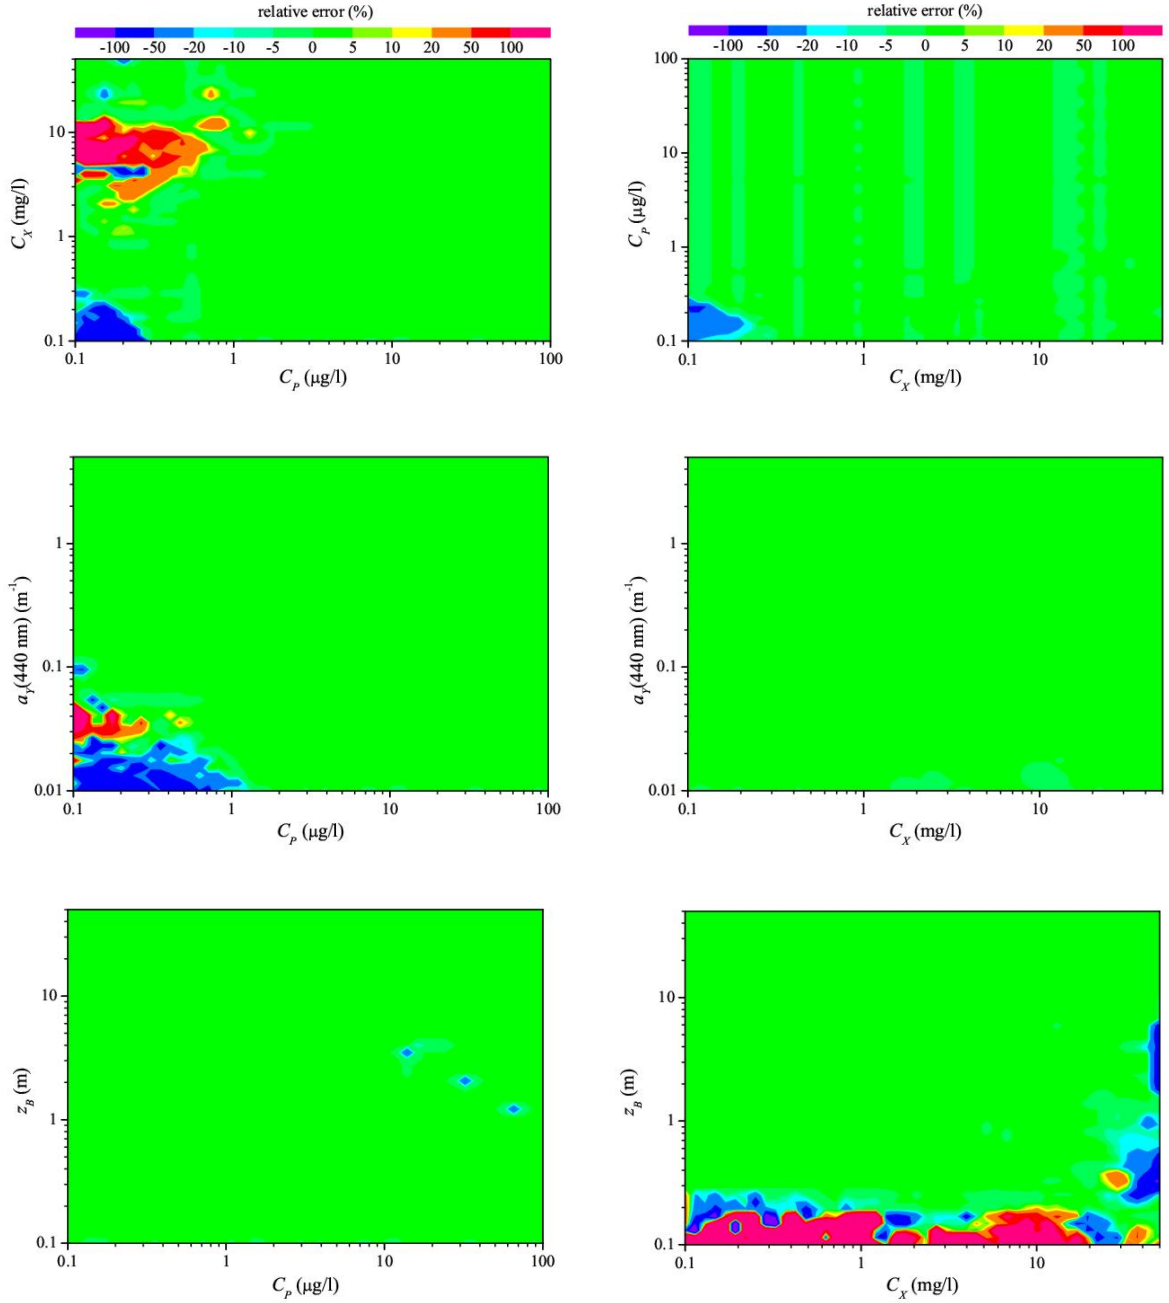 relative error (%)
-100 -50 -20 -10 -5 0 5 10 20 50 100
C_X (mg/l)
10
1
0.1
0.1 1 10 100
C_P (μg/l)
relative error (%)
-100 -50 -20 -10 -5 0 5 10 20 50 100
C_P (μg/l)
100
10
1
0.1
0.1 1 10
C_X (mg/l)
a_Y(440 nm) (m⁻¹)
1
0.1
0.01
0.1 1 10 100
C_P (μg/l)
a_Y(440 nm) (m⁻¹)
1
0.1
0.01
0.1 1 10
C_X (mg/l)
z_B (m)
10
1
0.1
0.1 1 10 100
C_P (μg/l)
z_B (m)
10
1
0.1
0.1 1 10
C_X (mg/l)